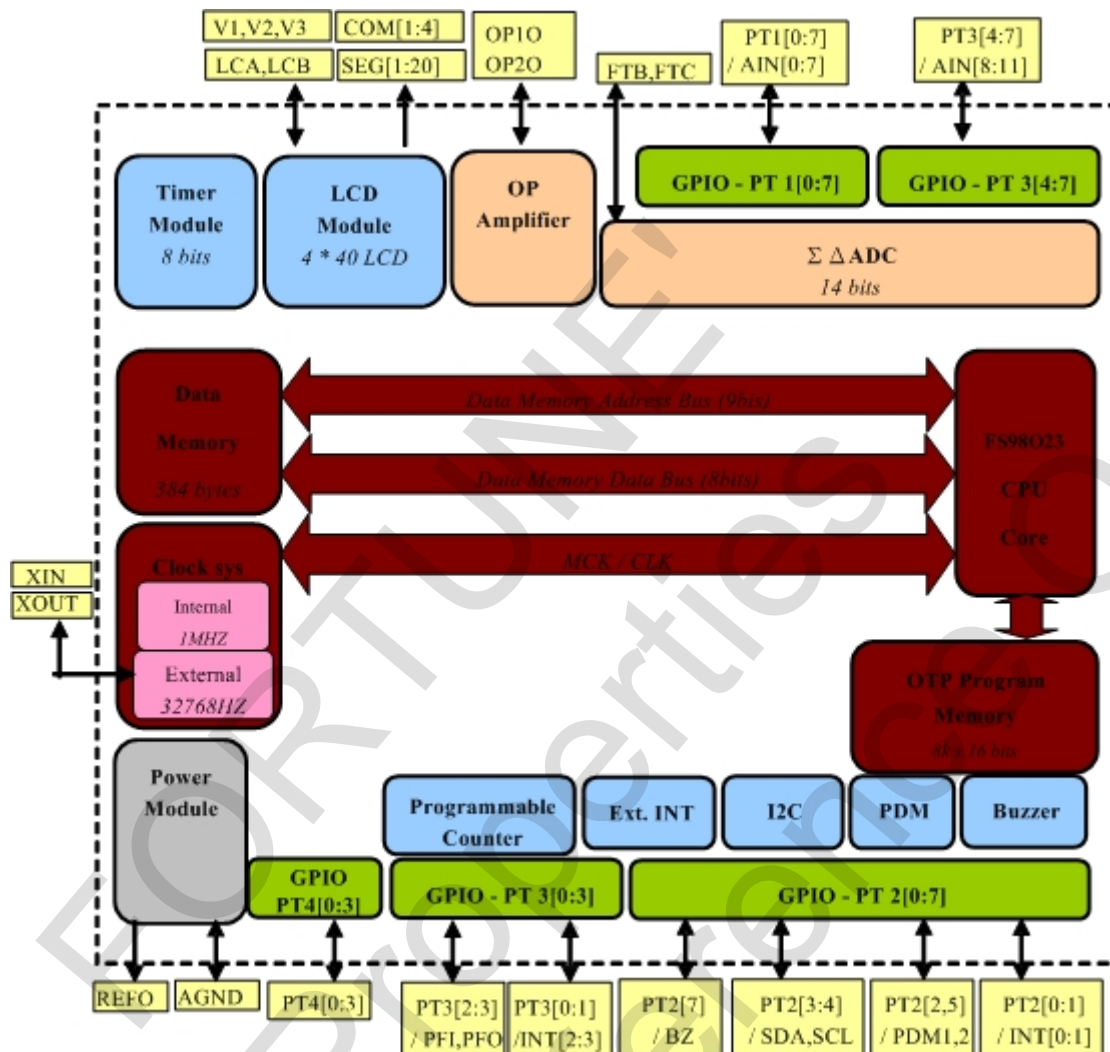 V1,V2,V3
COM[1:4]
OP1O
OP2O
PT1[0:7]
/ AIN[0:7]
PT3[4:7]
/ AIN[8:11]
LCA,LCB
SEG[1:20]
FTB,FTC
Timer
Module
8 bits
LCD
Module
4 * 40 LCD
OP
Amplifier
GPIO - PT 1[0:7]
GPIO - PT 3[4:7]
Σ Δ ADC
14 bits
Data
Memory
384 bytes
Data Memory Address Bus (9bis)
Data Memory Data Bus (8bits)
MCK / CLK
FS98O23
CPU
Core
XIN
XOUT
Clock sys
Internal
1MHZ
External
32768HZ
OTP Program
Memory
8k x 16 bits
Power
Module
Programmable
Counter
Ext. INT
I2C
PDM
Buzzer
GPIO
PT4[0:3]
GPIO - PT 3[0:3]
GPIO - PT 2[0:7]
REFO
AGND
PT4[0:3]
PT3[2:3]
/ PFI,PFO
PT3[0:1]
/INT[2:3]
PT2[7]
/ BZ
PT2[3:4]
/ SDA,SCL
PT2[2,5]
/ PDM1,2
PT2[0:1]
/ INT[0:1]
FORTUNE'
Properties